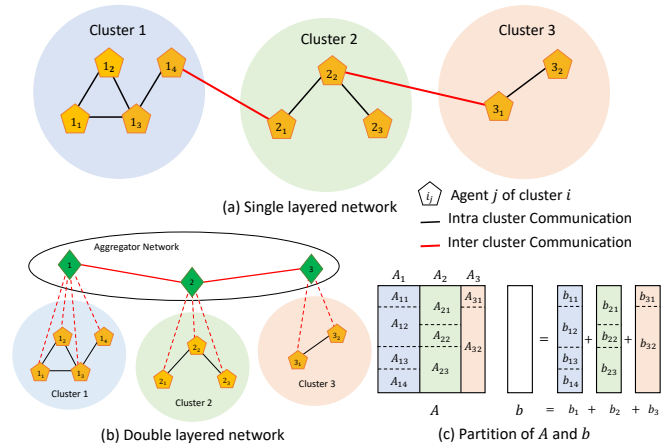 Cluster 1
Cluster 2
Cluster 3
1₂
1₄
2₂
3₂
1₁
1₃
2₁
2₃
3₁
(a) Single layered network
iⱼ Agent j of cluster i
Intra cluster Communication
Inter cluster Communication
Aggregator Network
1
2
3
1₂
1₄
1₁
1₃
Cluster 1
2₂
2₁
2₃
Cluster 2
3₂
3₁
Cluster 3
(b) Double layered network
A₁ A₂ A₃
A₁₁
A₁₂
A₁₃
A₁₄
A₂₁
A₂₂
A₂₃
A₃₁
A₃₂
=
b₁₁
b₁₂
b₁₃
b₁₄
+
b₂₁
b₂₂
b₂₃
+
b₃₁
b₃₂
A b = b₁ + b₂ + b₃
(c) Partition of A and b